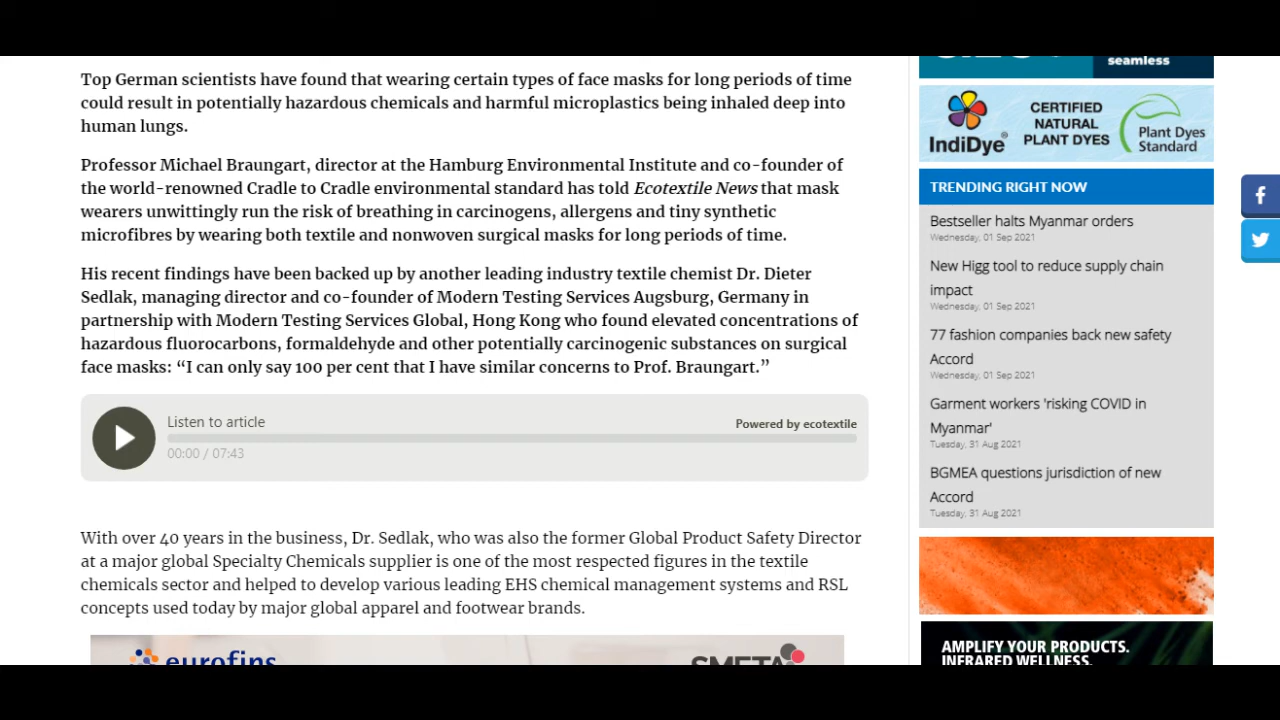 Top German scientists have found that wearing certain types of face masks for long periods of time
could result in potentially hazardous chemicals and harmful microplastics being inhaled deep into
human lungs.
Professor Michael Braungart, director at the Hamburg Environmental Institute and co-founder of
the world-renowned Cradle to Cradle environmental standard has told Ecotextile News that mask
wearers unwittingly run the risk of breathing in carcinogens, allergens and tiny synthetic
microfibres by wearing both textile and nonwoven surgical masks for long periods of time.
His recent findings have been backed up by another leading industry textile chemist Dr. Dieter
Sedlak, managing director and co-founder of Modern Testing Services Augsburg, Germany in
partnership with Modern Testing Services Global, Hong Kong who found elevated concentrations of
hazardous fluorocarbons, formaldehyde and other potentially carcinogenic substances on surgical
face masks: “I can only say 100 per cent that I have similar concerns to Prof. Braungart.”
Listen to article
Powered by ecotextile
00:00 / 07:43
With over 40 years in the business, Dr. Sedlak, who was also the former Global Product Safety Director
at a major global Specialty Chemicals supplier is one of the most respected figures in the textile
chemicals sector and helped to develop various leading EHS chemical management systems and RSL
concepts used today by major global apparel and footwear brands.
eurofins
SMETA
seamless
IndiDye®
CERTIFIED
NATURAL
PLANT DYES
Plant Dyes
Standard
TRENDING RIGHT NOW
Bestseller halts Myanmar orders
Wednesday, 01 Sep 2021
New Higg tool to reduce supply chain
impact
Wednesday, 01 Sep 2021
77 fashion companies back new safety
Accord
Wednesday, 01 Sep 2021
Garment workers 'risking COVID in
Myanmar'
Tuesday, 31 Aug 2021
BGMEA questions jurisdiction of new
Accord
Tuesday, 31 Aug 2021
AMPLIFY YOUR PRODUCTS.
INFRARED WELLNESS.